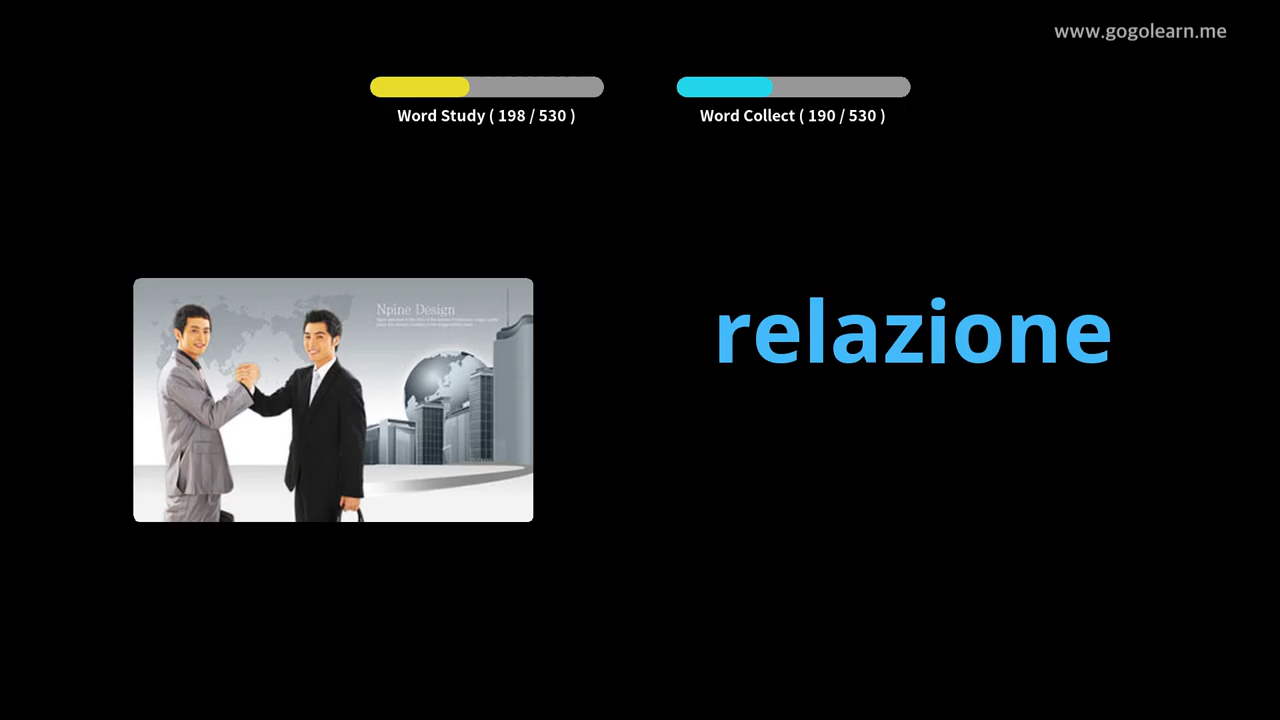 www.gogolearn.me
Word Study ( 198 / 530 )
Word Collect ( 190 / 530 )
Npine Design
relazione